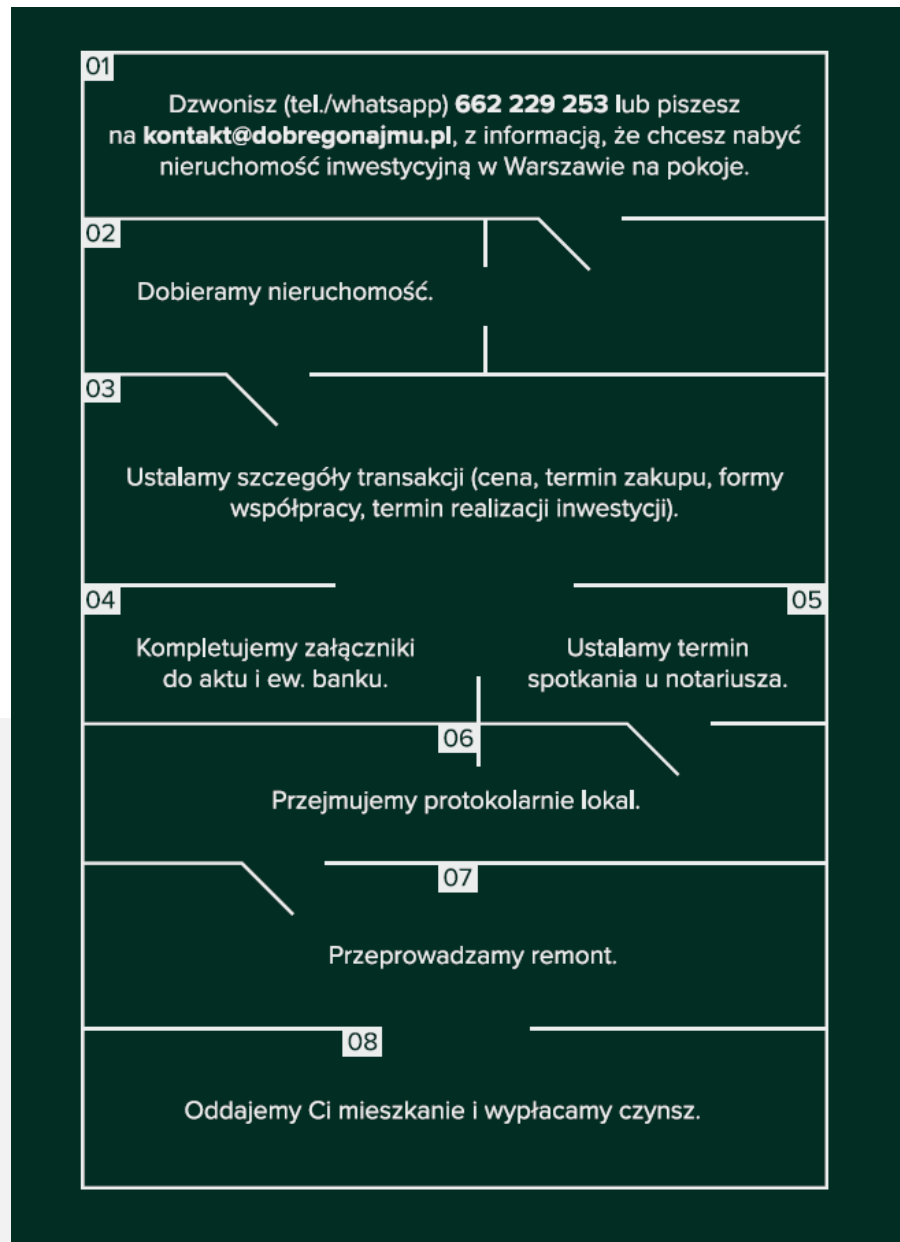 01
Dzwonisz (tel./whatsapp) 662 229 253 lub piszesz
na kontakt@dobregonajmu.pl, z informacją, że chcesz nabyć
nieruchomość inwestycyjną w Warszawie na pokoje.
02
Dobieramy nieruchomość.
03
Ustalamy szczegóły transakcji (cena, termin zakupu, formy
współpracy, termin realizacji inwestycji).
04
Kompletujemy załączniki
do aktu i ew. banku.
05
Ustalamy termin
spotkania u notariusza.
06
Przejmujemy protokolarnie lokal.
07
Przeprowadzamy remont.
08
Oddajemy Ci mieszkanie i wypłacamy czynsz.